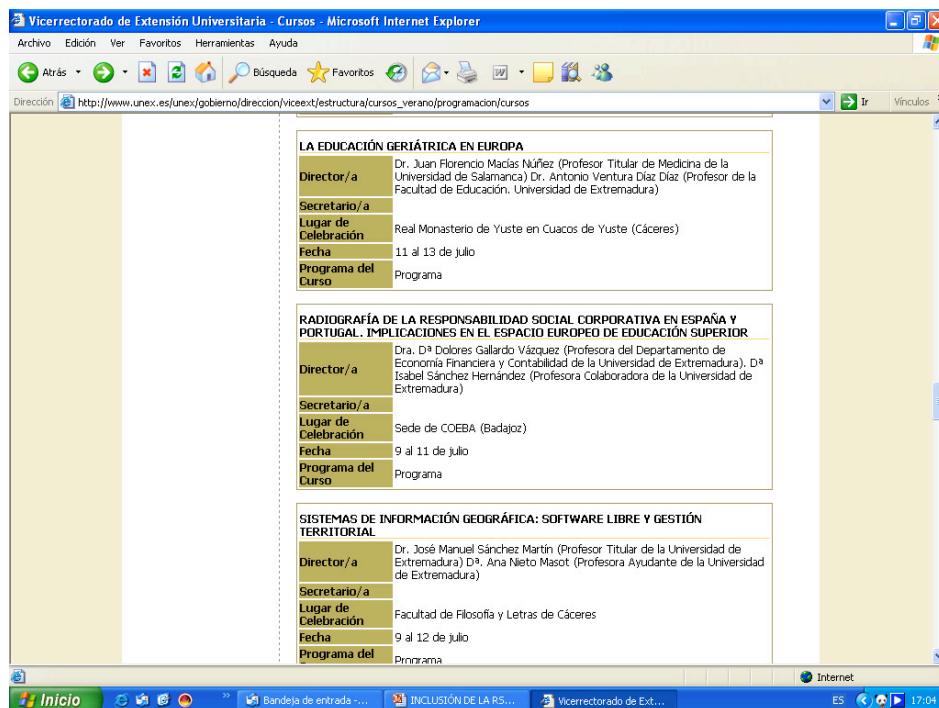 Vicerrectorado de Extensión Universitaria - Cursos - Microsoft Internet Explorer
Archivo Edición Ver Favoritos Herramientas Ayuda
Atrás Búsqueda Favoritos
Dirección http://www.unex.es/unex/gobierno/direccion/viceext/estructura/cursos_verano/programacion/cursos Ir Vínculos
LA EDUCACIÓN GERIÁTRICA EN EUROPA
Dr. Juan Florencio Macías Núñez (Profesor Titular de Medicina de la
Director/a Universidad de Salamanca) Dr. Antonio Ventura Díaz Díaz (Profesor de la
Facultad de Educación. Universidad de Extremadura)
Secretario/a
Lugar de
Celebración Real Monasterio de Yuste en Cuacos de Yuste (Cáceres)
Fecha 11 al 13 de julio
Programa del
Curso Programa
RADIOGRAFÍA DE LA RESPONSABILIDAD SOCIAL CORPORATIVA EN ESPAÑA Y
PORTUGAL. IMPLICACIONES EN EL ESPACIO EUROPEO DE EDUCACIÓN SUPERIOR
Dra. Dª Dolores Gallardo Vázquez (Profesora del Departamento de
Director/a Economía Financiera y Contabilidad de la Universidad de Extremadura). Dª
Isabel Sánchez Hernández (Profesora Colaboradora de la Universidad de
Extremadura)
Secretario/a
Lugar de
Celebración Sede de COEBA (Badajoz)
Fecha 9 al 11 de julio
Programa del
Curso Programa
SISTEMAS DE INFORMACIÓN GEOGRÁFICA: SOFTWARE LIBRE Y GESTIÓN
TERRITORIAL
Dr. José Manuel Sánchez Martín (Profesor Titular de la Universidad de
Director/a Extremadura) Dª. Ana Nieto Masot (Profesora Ayudante de la Universidad
de Extremadura)
Secretario/a
Lugar de
Celebración Facultad de Filosofía y Letras de Cáceres
Fecha 9 al 12 de julio
Programa del
Programa
Internet
Inicio Bandeja de entrada -... INCLUSIÓN DE LA RS... Vicerrectorado de Ext... ES 17:04